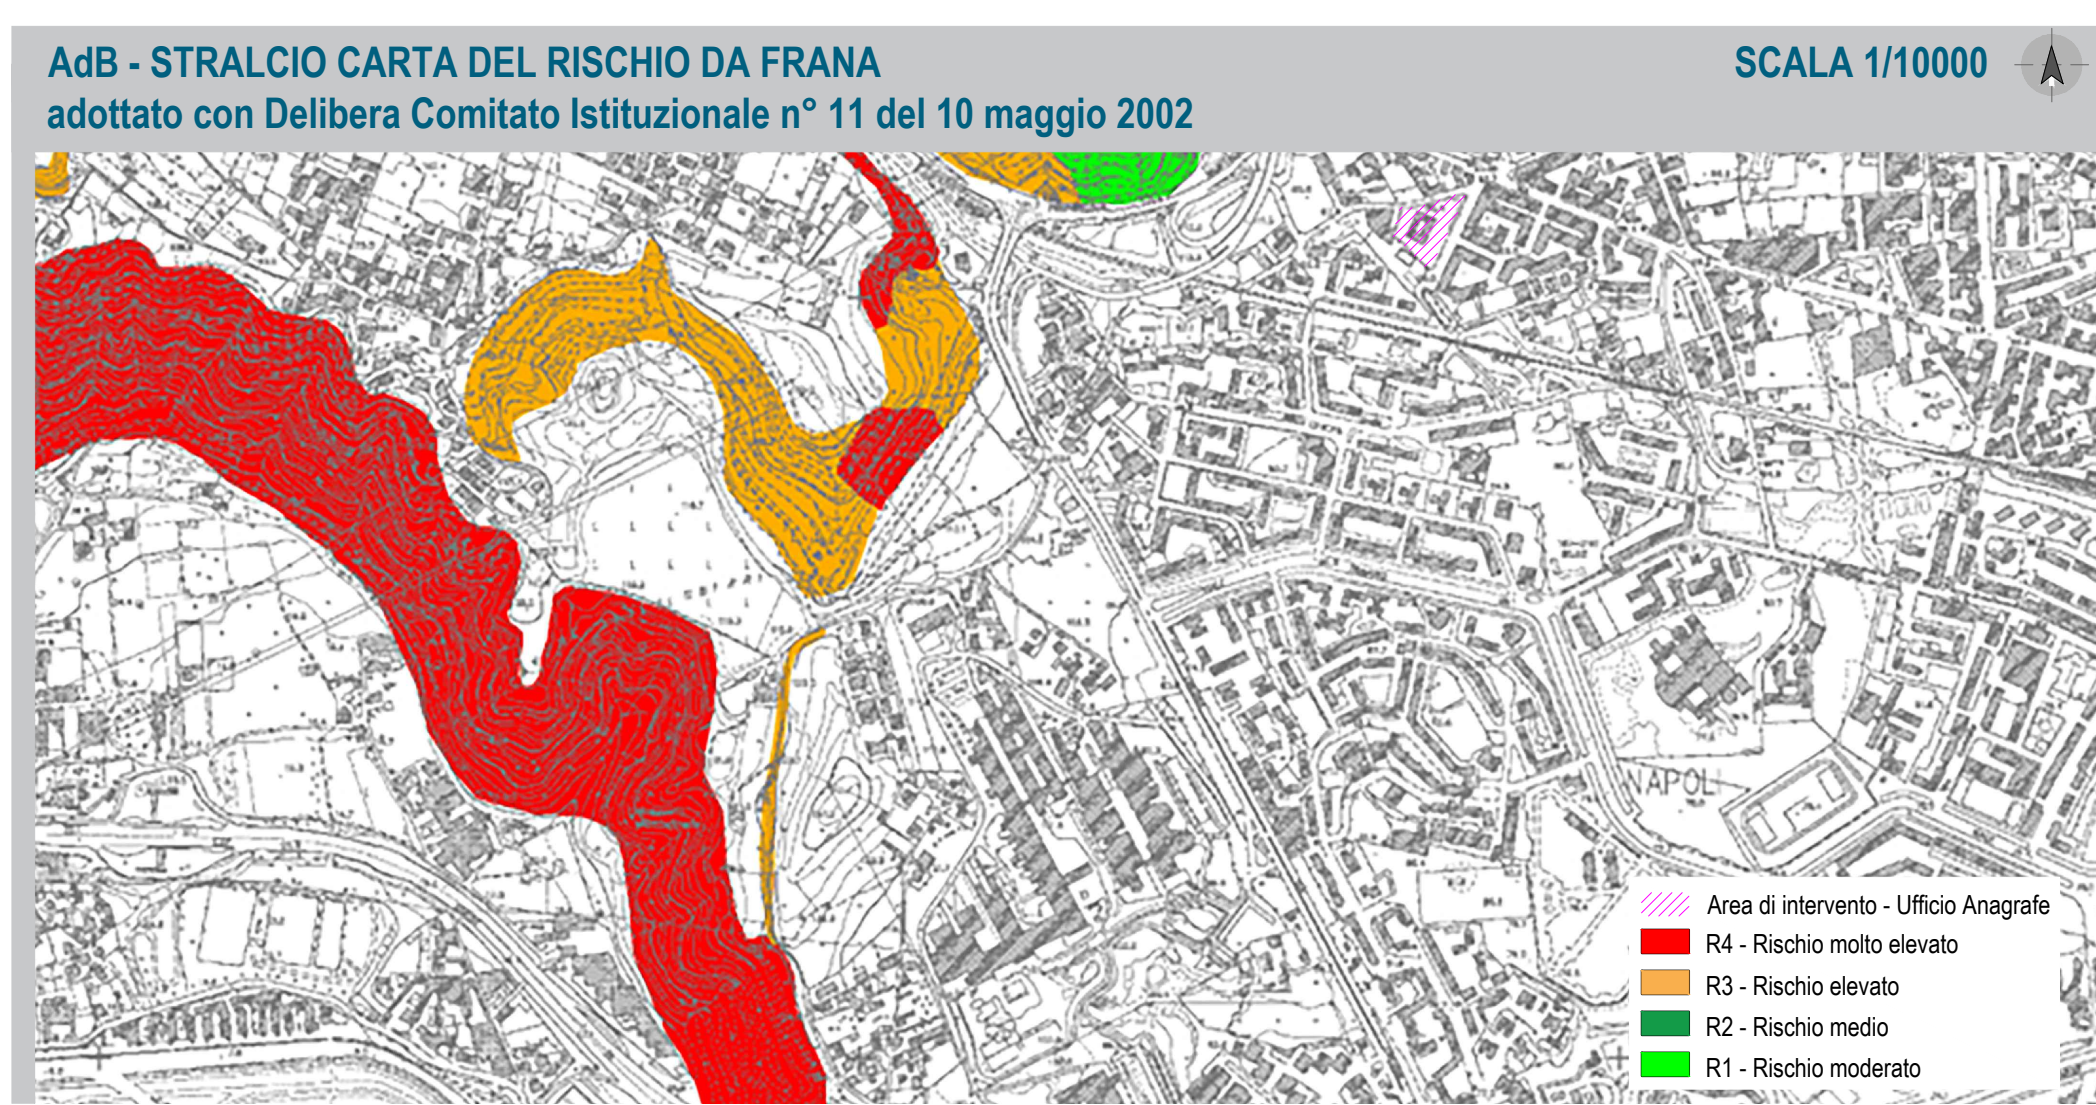 AdB - STRALCIO CARTA DEL RISCHIO DA FRANA
SCALA 1/10000
adottato con Delibera Comitato Istituzionale n° 11 del 10 maggio 2002
NAPOLI
Area di intervento - Ufficio Anagrafe
R4 - Rischio molto elevato
R3 - Rischio elevato
R2 - Rischio medio
R1 - Rischio moderato